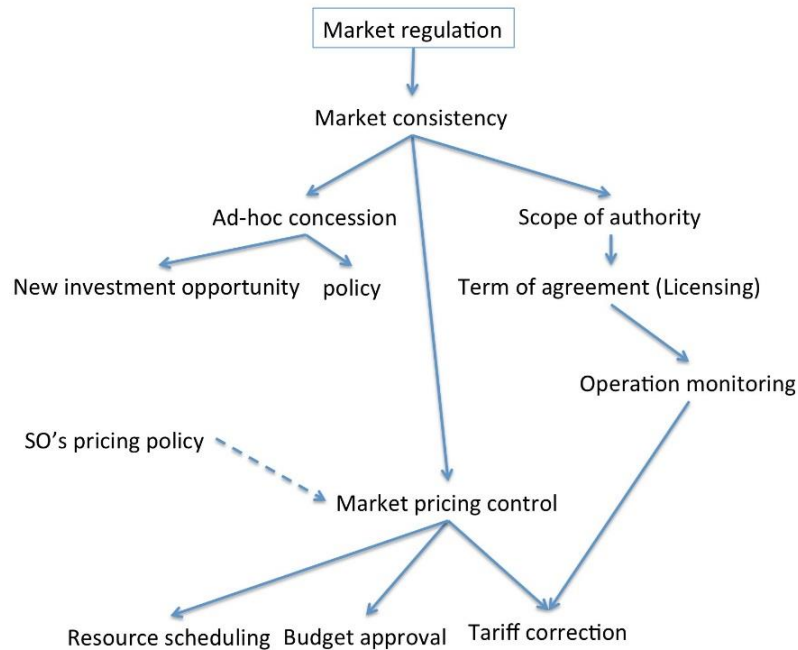 Market regulation
Market consistency
Ad-hoc concession
Scope of authority
New investment opportunity
policy
Term of agreement (Licensing)
Operation monitoring
SO's pricing policy
Market pricing control
Resource scheduling
Budget approval
Tariff correction